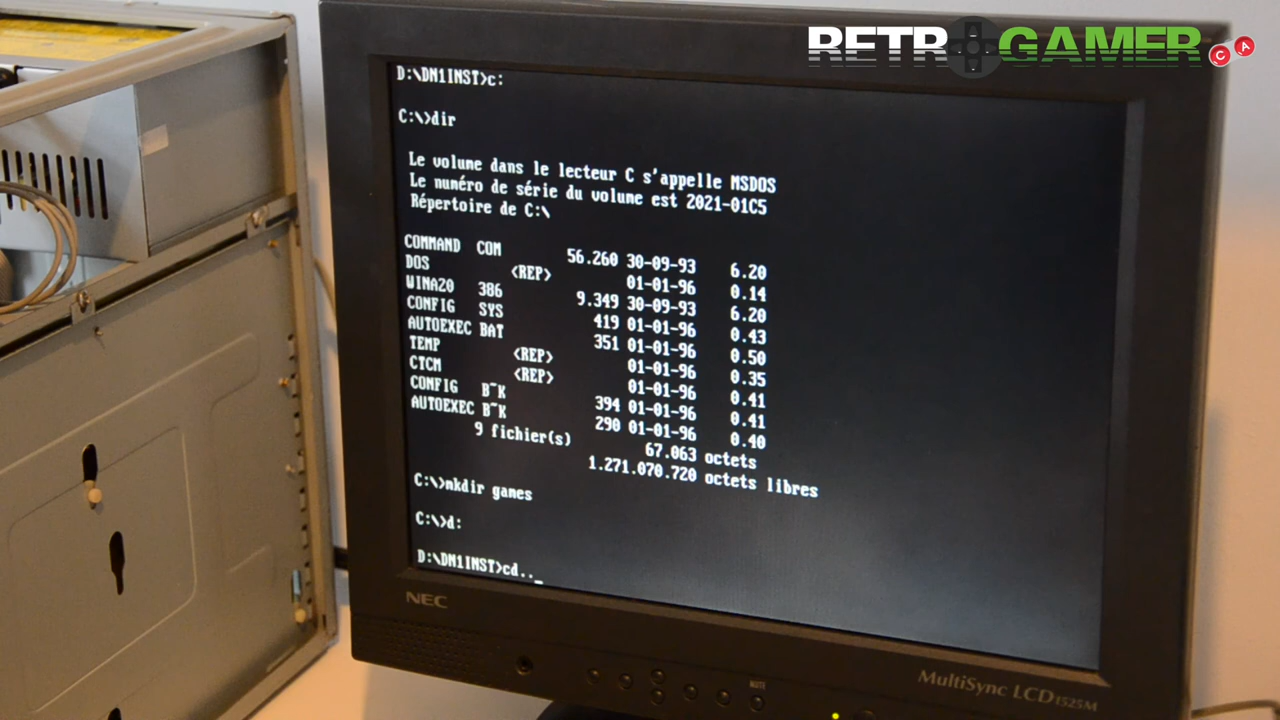 RETROGAMER CA
D:\DN1INST>c:
C:\>dir
Le volume dans le lecteur C s'appelle MSDOS
Le numéro de série du volume est 2021-01C5
Répertoire de C:\
COMMAND COM 56.260 30-09-93 6.20
DOS <REP> 01-01-96 0.14
WINA20 386 9.349 30-09-93 6.20
CONFIG SYS 419 01-01-96 0.43
AUTOEXEC BAT 351 01-01-96 0.50
TEMP <REP> 01-01-96 0.35
CTCM <REP> 01-01-96 0.41
CONFIG B~K 394 01-01-96 0.41
AUTOEXEC B~K 290 01-01-96 0.40
9 fichier(s) 67.063 octets
1.271.070.720 octets libres
C:\>mkdir games
C:\>d:
D:\DN1INST>cd.._
NEC
MUTE
MultiSync LCD1525M